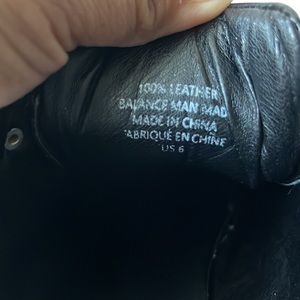 100% LEATHER
BALANCE MAN MAD
MADE IN CHINA
FABRIQUÉ EN CHINE
US 6